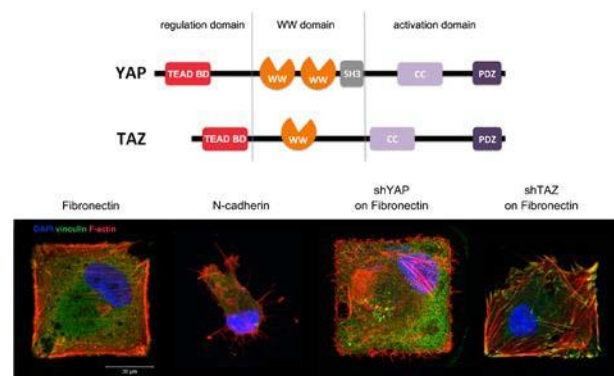 regulation domain WW domain activation domain
YAP TEAD BD WW WW SH3 CC PDZ
TAZ TEAD BD WW CC PDZ
Fibronectin N-cadherin shYAP on Fibronectin shTAZ on Fibronectin
DAPI vinculin F-actin